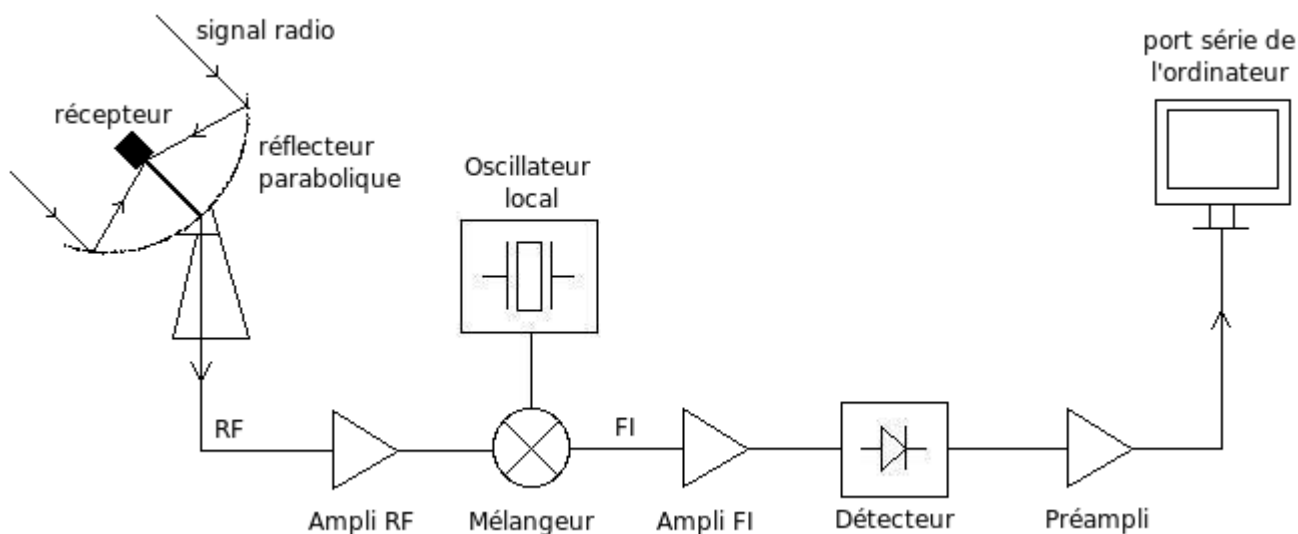 signal radio
récepteur
réflecteur
parabolique
Oscillateur
local
port série de
l'ordinateur
RF
FI
Ampli RF
Mélangeur
Ampli FI
Détecteur
Préampli